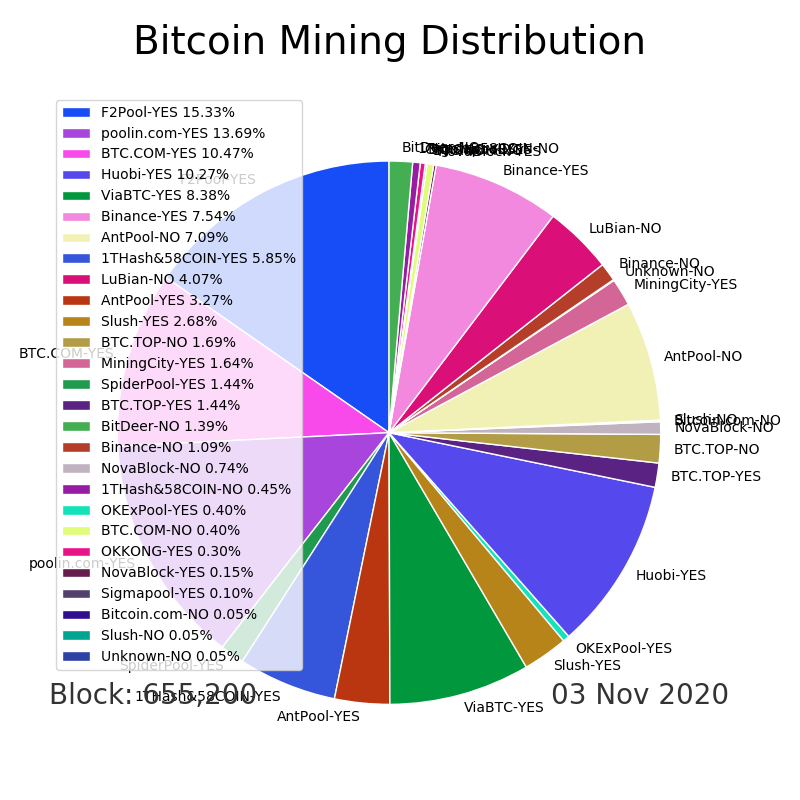 Bitcoin Mining Distribution
F2Pool-YES 15.33%
poolin.com-YES 13.69%
BTC.COM-YES 10.47%
Huobi-YES 10.27%
ViaBTC-YES 8.38%
Binance-YES 7.54%
AntPool-NO 7.09%
1THash&58COIN-YES 5.85%
LuBian-NO 4.07%
AntPool-YES 3.27%
Slush-YES 2.68%
BTC.TOP-NO 1.69%
MiningCity-YES 1.64%
SpiderPool-YES 1.44%
BTC.TOP-YES 1.44%
BitDeer-NO 1.39%
Binance-NO 1.09%
NovaBlock-NO 0.74%
1THash&58COIN-NO 0.45%
OKExPool-YES 0.40%
BTC.COM-NO 0.40%
OKKONG-YES 0.30%
NovaBlock-YES 0.15%
Sigmapool-YES 0.10%
Bitcoin.com-NO 0.05%
Slush-NO 0.05%
Unknown-NO 0.05%
F2Pool-YES
BTC.COM-YES
poolin.com-YES
SpiderPool-YES
1THash&58COIN-YES
AntPool-YES
ViaBTC-YES
Slush-YES
OKExPool-YES
Huobi-YES
BTC.TOP-YES
BTC.TOP-NO
NovaBlock-NO
Slush-NO
AntPool-NO
MiningCity-YES
Unknown-NO
Binance-NO
LuBian-NO
Binance-YES
Block: 655,200
03 Nov 2020